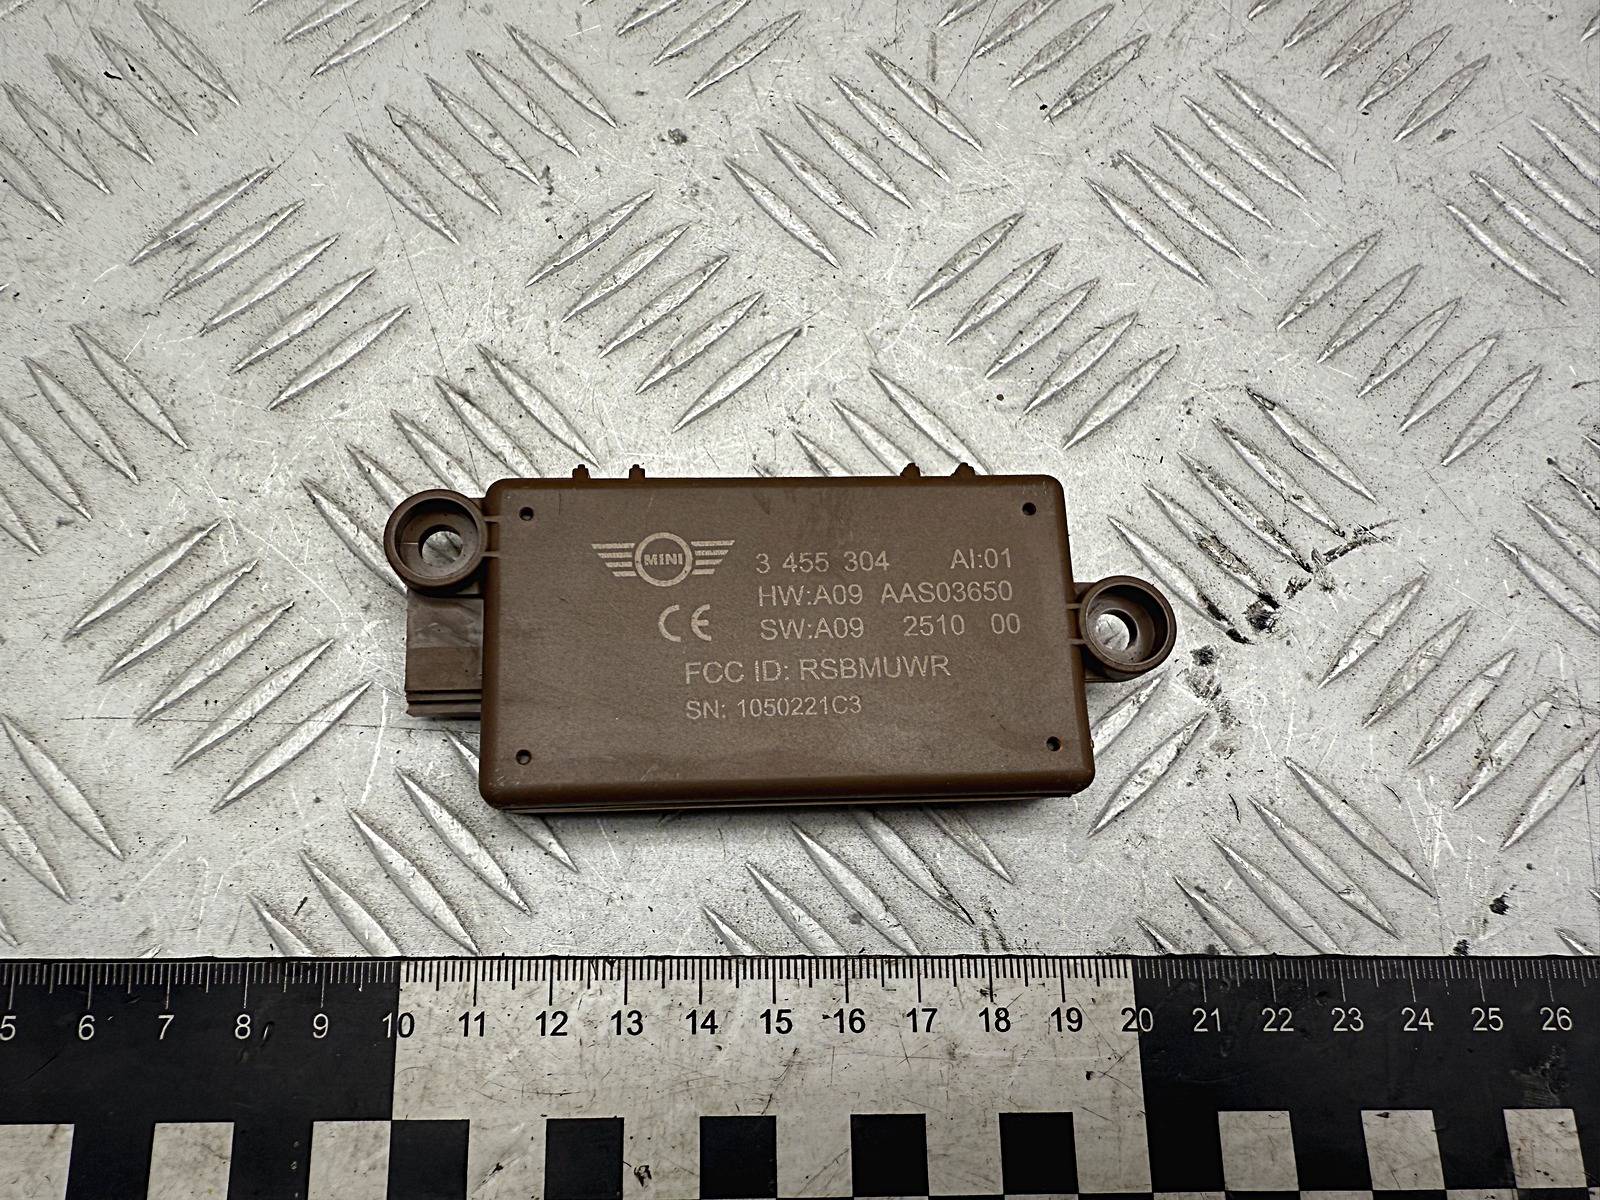 MINI
3 455 304 AI:01
HW:A09 AAS03650
CE
SW:A09 2510 00
FCC ID: RSBMUWR
SN: 1050221C3
5 6 7 8 9 10 11 12 13 14 15 16 17 18 19 20 21 22 23 24 25 26